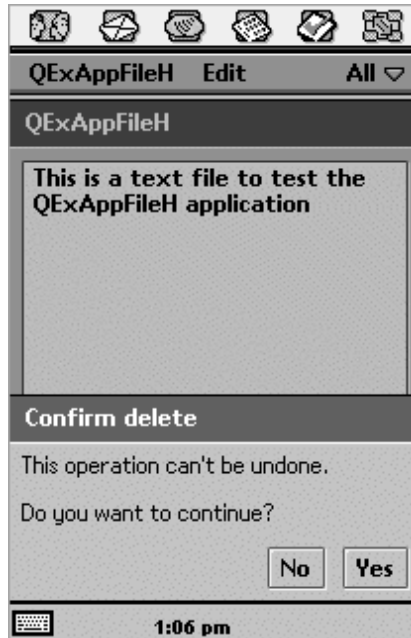 QExAppFileH Edit All
QExAppFileH
This is a text file to test the
QExAppFileH application
Confirm delete
This operation can't be undone.
Do you want to continue?
No Yes
1:06 pm